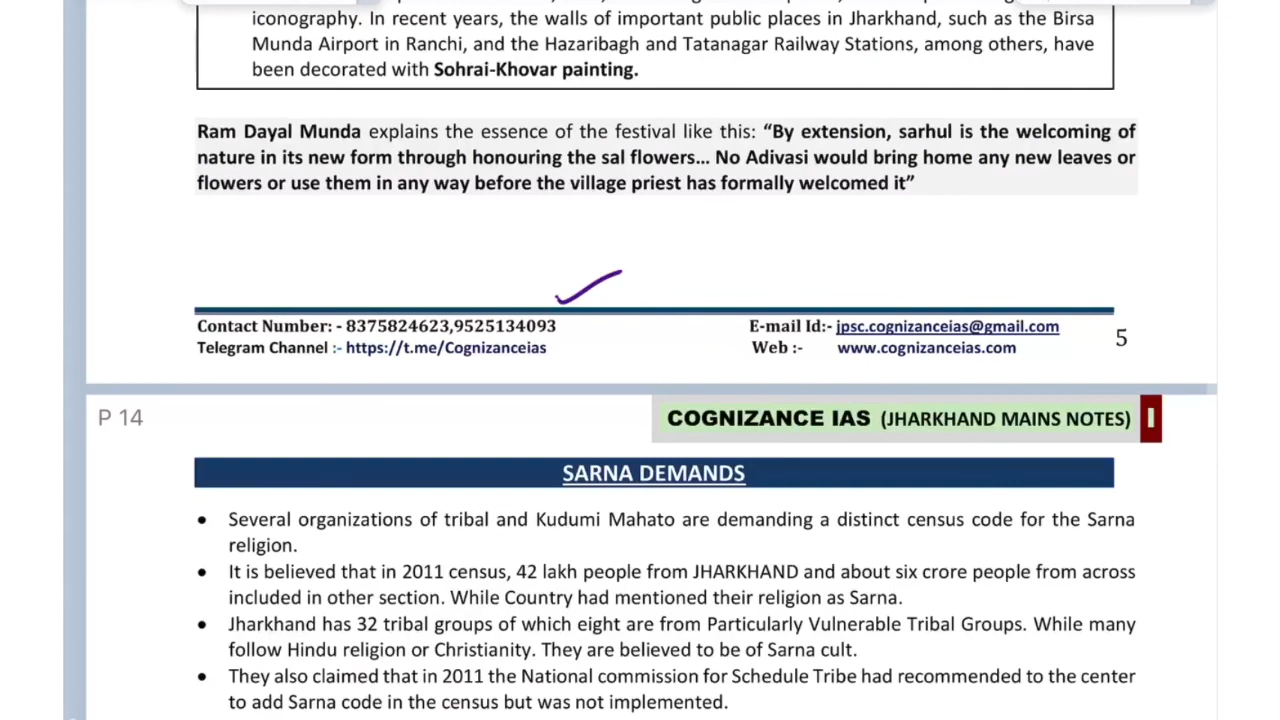 iconography. In recent years, the walls of important public places in Jharkhand, such as the Birsa
Munda Airport in Ranchi, and the Hazaribagh and Tatanagar Railway Stations, among others, have
been decorated with Sohrai-Khovar painting.
Ram Dayal Munda explains the essence of the festival like this: “By extension, sarhul is the welcoming of
nature in its new form through honouring the sal flowers... No Adivasi would bring home any new leaves or
flowers or use them in any way before the village priest has formally welcomed it”
Contact Number: - 8375824623,9525134093
E-mail Id:- jpsc.cognizanceias@gmail.com
Telegram Channel :- https://t.me/Cognizanceias
Web :- www.cognizanceias.com
5
P 14
COGNIZANCE IAS (JHARKHAND MAINS NOTES)
I
SARNA DEMANDS
• Several organizations of tribal and Kudumi Mahato are demanding a distinct census code for the Sarna
religion.
• It is believed that in 2011 census, 42 lakh people from JHARKHAND and about six crore people from across
included in other section. While Country had mentioned their religion as Sarna.
• Jharkhand has 32 tribal groups of which eight are from Particularly Vulnerable Tribal Groups. While many
follow Hindu religion or Christianity. They are believed to be of Sarna cult.
• They also claimed that in 2011 the National commission for Schedule Tribe had recommended to the center
to add Sarna code in the census but was not implemented.